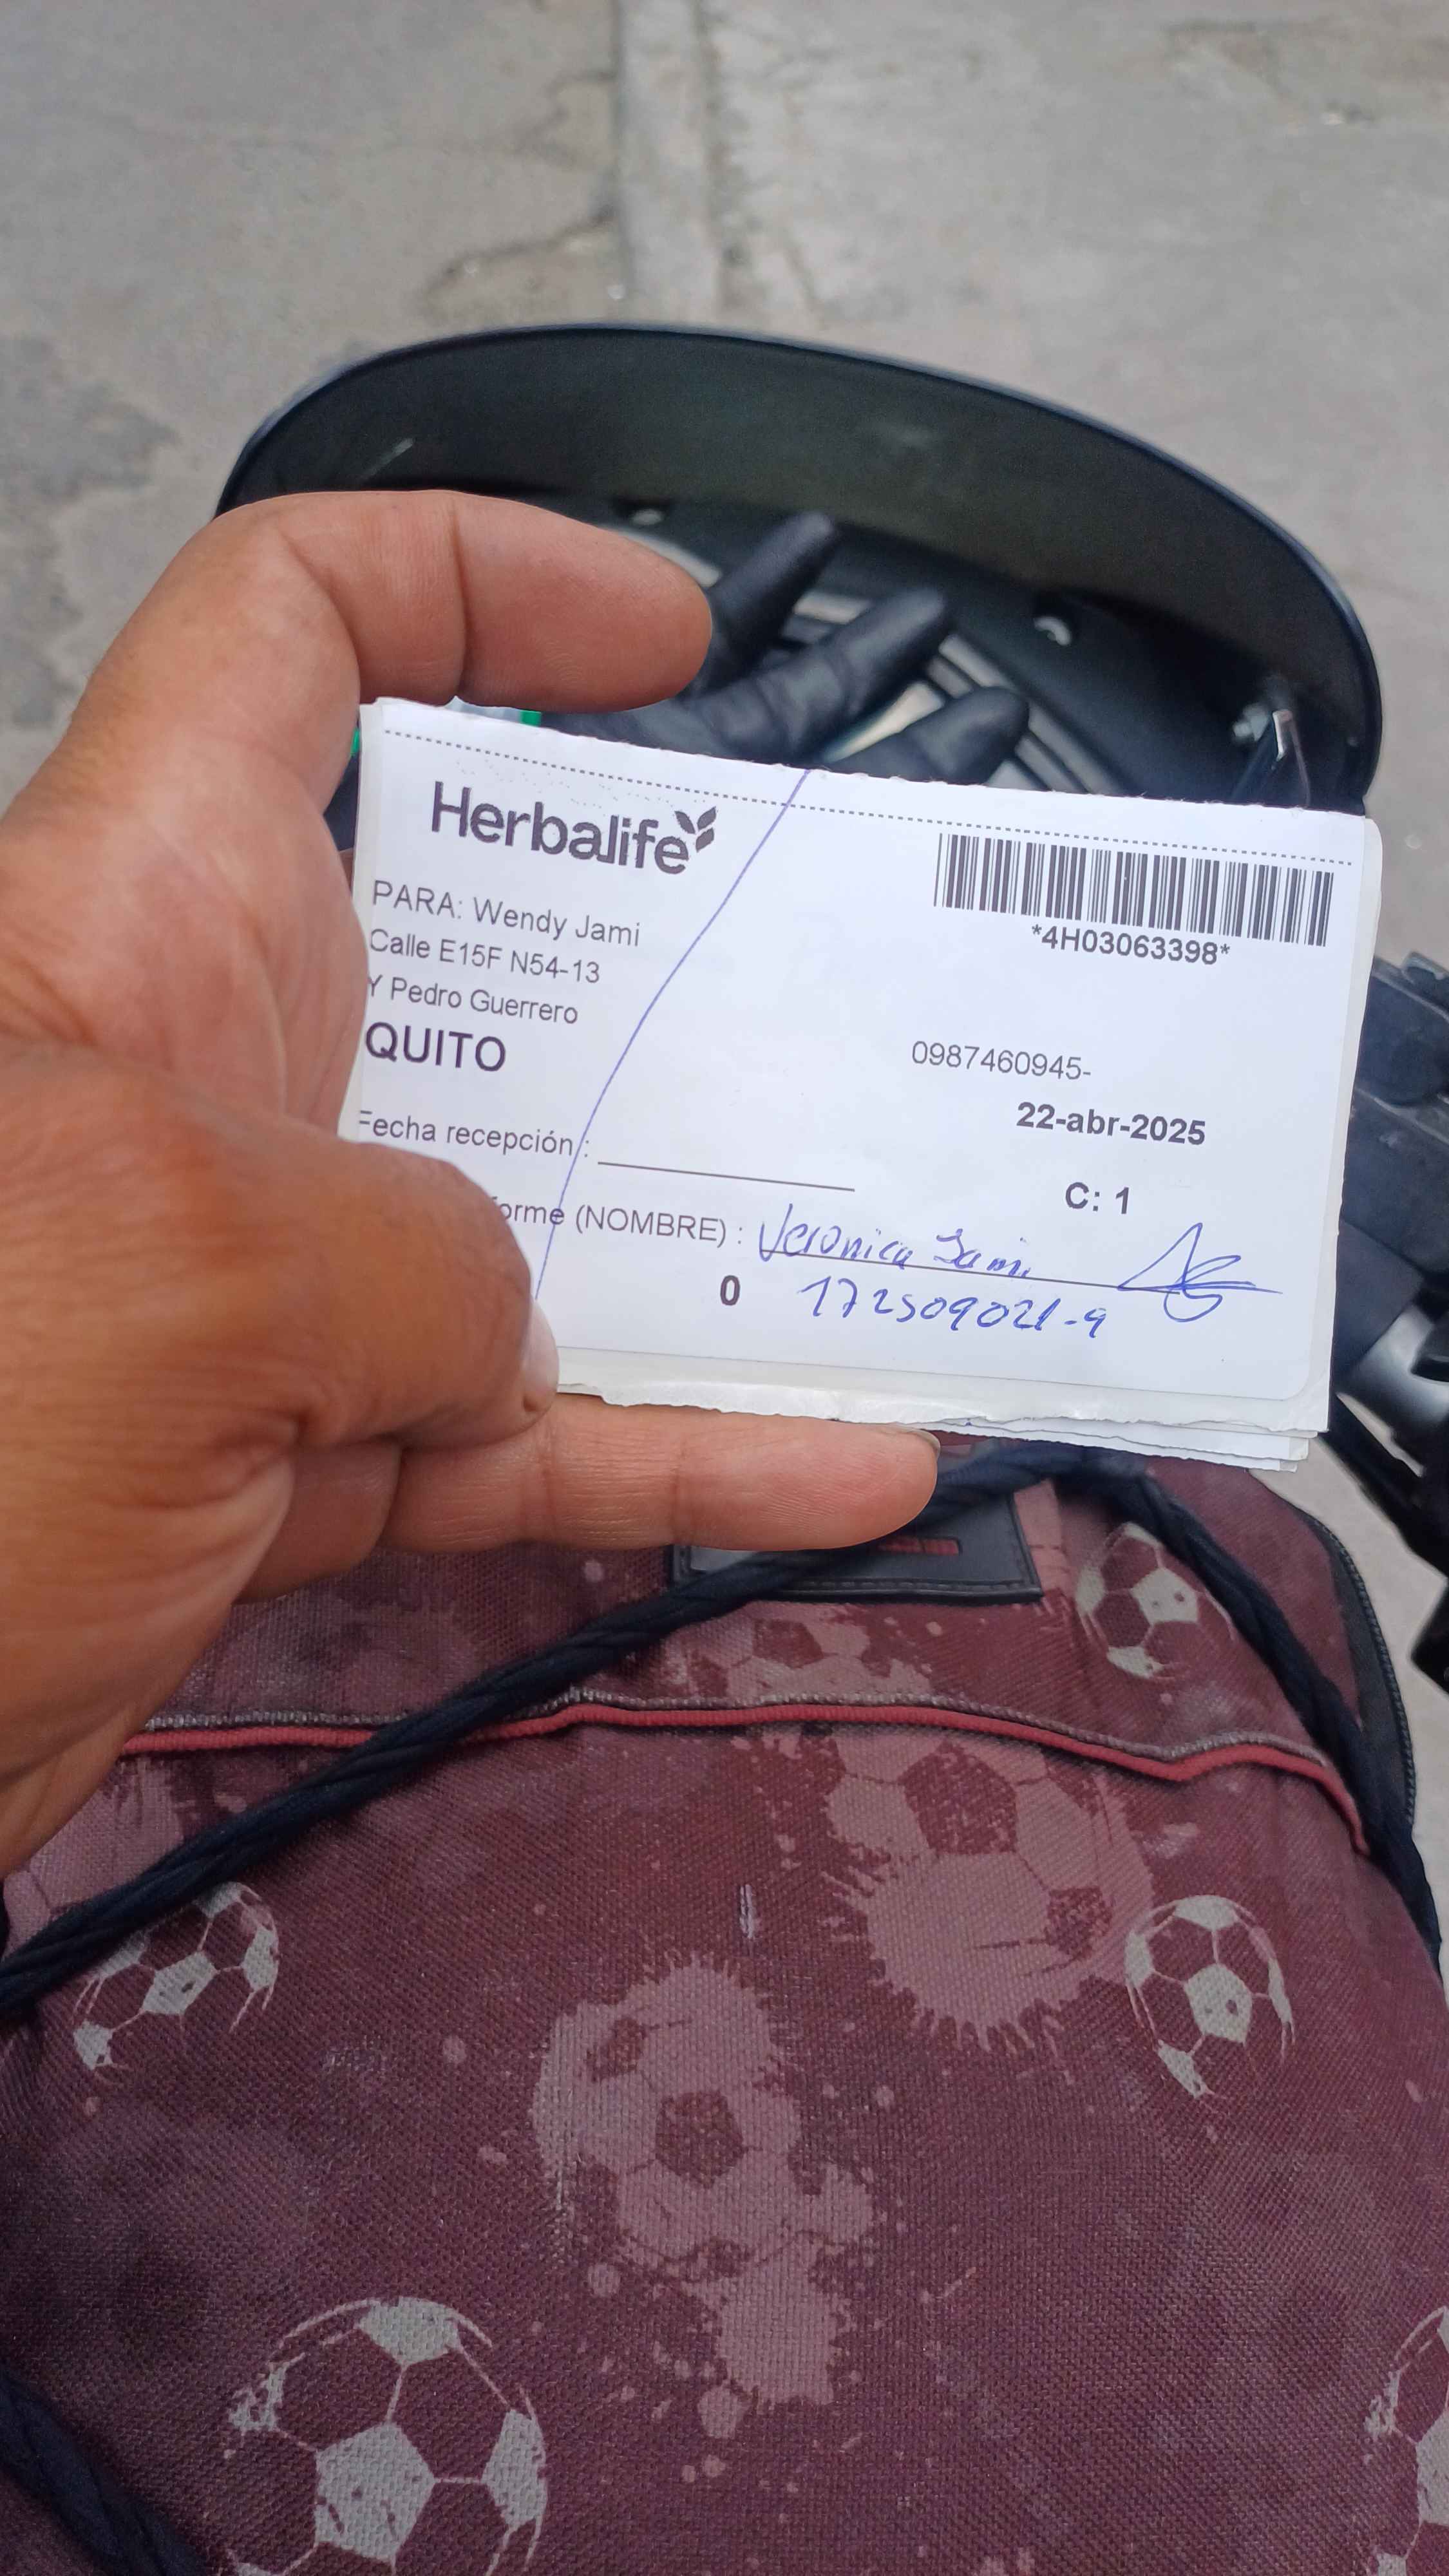 Herbalife
*4H03063398*
PARA: Wendy Jami
Calle E15F N54-13
Y Pedro Guerrero
QUITO
0987460945-
22-abr-2025
Fecha recepción :
C: 1
orme (NOMBRE) : Veronica Jami
0 172509021-9